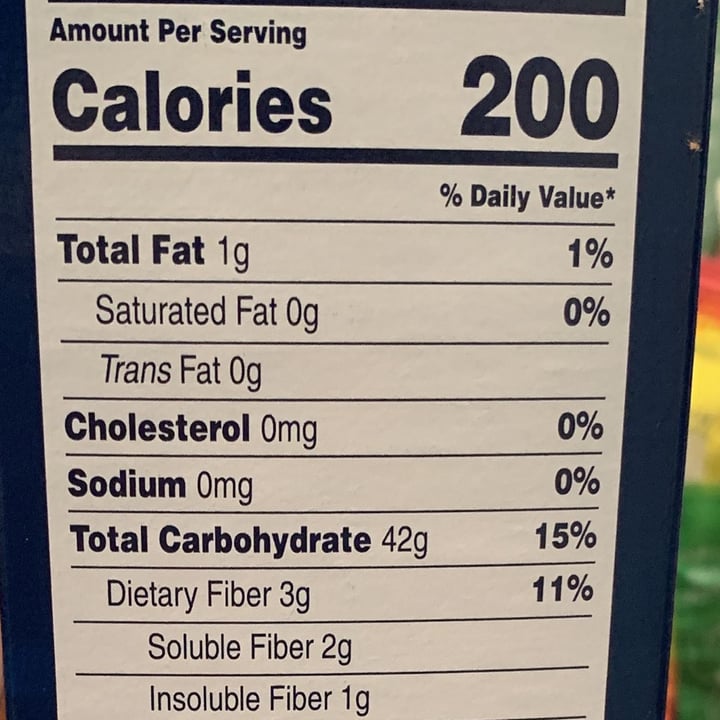 Amount Per Serving
Calories 200
% Daily Value*
Total Fat 1g 1%
Saturated Fat 0g 0%
Trans Fat 0g
Cholesterol 0mg 0%
Sodium 0mg 0%
Total Carbohydrate 42g 15%
Dietary Fiber 3g 11%
Soluble Fiber 2g
Insoluble Fiber 1g